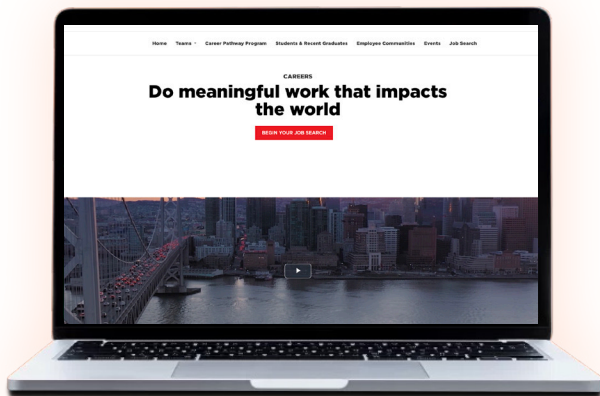 Home Teams Career Pathway Program Students & Recent Graduates Employee Communities Events Job Search
CAREERS
Do meaningful work that impacts
the world
BEGIN YOUR JOB SEARCH